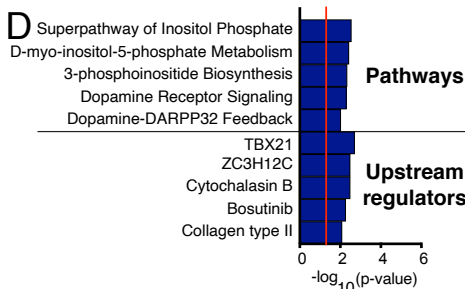 D
Superpathway of Inositol Phosphate
D-myo-inositol-5-phosphate Metabolism
3-phosphoinositide Biosynthesis
Dopamine Receptor Signaling
Dopamine-DARPP32 Feedback
Pathways
TBX21
ZC3H12C
Cytochalasin B
Bosutinib
Collagen type II
Upstream
regulators
0 2 4 6
-log10(p-value)